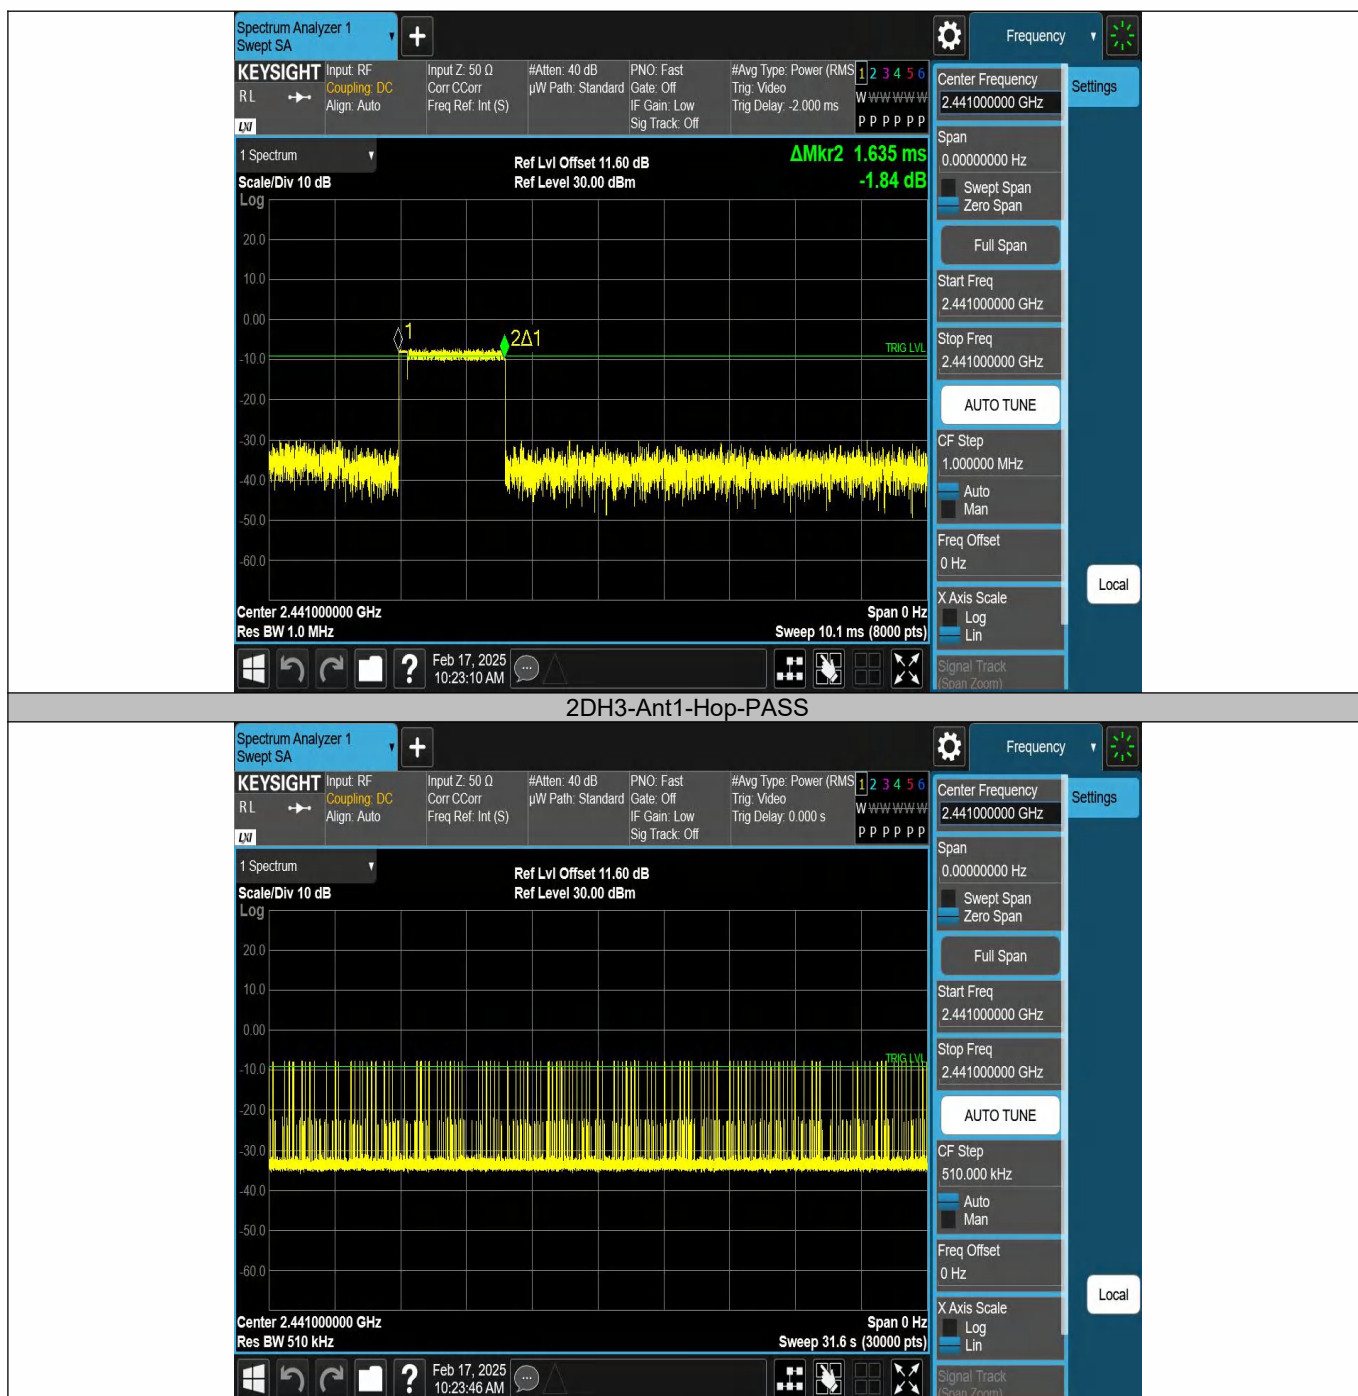 Spectrum Analyzer 1
Swept SA
Frequency
KEYSIGHT
RL
LXI
Input: RF
Coupling: DC
Align: Auto
Input Z: 50 Ω
Corr CCorr
Freq Ref: Int (S)
#Atten: 40 dB
µW Path: Standard
PNO: Fast
Gate: Off
IF Gain: Low
Sig Track: Off
#Avg Type: Power (RMS
Trig: Video
Trig Delay: -2.000 ms
1 2 3 4 5 6
W W W W W W
P P P P P P
1 Spectrum
Scale/Div 10 dB
Log
Ref Lvl Offset 11.60 dB
Ref Level 30.00 dBm
ΔMkr2 1.635 ms
-1.84 dB
20.0
10.0
0.00
-10.0
-20.0
-30.0
-40.0
-50.0
-60.0
1
2Δ1
TRIG LVL
Center 2.441000000 GHz
Res BW 1.0 MHz
Span 0 Hz
Sweep 10.1 ms (8000 pts)
Feb 17, 2025
10:23:10 AM
Center Frequency
2.441000000 GHz
Settings
Span
0.00000000 Hz
Swept Span
Zero Span
Full Span
Start Freq
2.441000000 GHz
Stop Freq
2.441000000 GHz
AUTO TUNE
CF Step
1.000000 MHz
Auto
Man
Freq Offset
0 Hz
X Axis Scale
Log
Lin
Signal Track
(Span Zoom)
Local
2DH3-Ant1-Hop-PASS
Spectrum Analyzer 1
Swept SA
Frequency
KEYSIGHT
RL
LXI
Input: RF
Coupling: DC
Align: Auto
Input Z: 50 Ω
Corr CCorr
Freq Ref: Int (S)
#Atten: 40 dB
µW Path: Standard
PNO: Fast
Gate: Off
IF Gain: Low
Sig Track: Off
#Avg Type: Power (RMS
Trig: Video
Trig Delay: 0.000 s
1 2 3 4 5 6
W W W W W W
P P P P P P
1 Spectrum
Scale/Div 10 dB
Log
Ref Lvl Offset 11.60 dB
Ref Level 30.00 dBm
20.0
10.0
0.00
-10.0
-20.0
-30.0
-40.0
-50.0
-60.0
TRIG LVL
Center 2.441000000 GHz
Res BW 510 kHz
Span 0 Hz
Sweep 31.6 s (30000 pts)
Feb 17, 2025
10:23:46 AM
Center Frequency
2.441000000 GHz
Settings
Span
0.00000000 Hz
Swept Span
Zero Span
Full Span
Start Freq
2.441000000 GHz
Stop Freq
2.441000000 GHz
AUTO TUNE
CF Step
510.000 kHz
Auto
Man
Freq Offset
0 Hz
X Axis Scale
Log
Lin
Signal Track
(Span Zoom)
Local